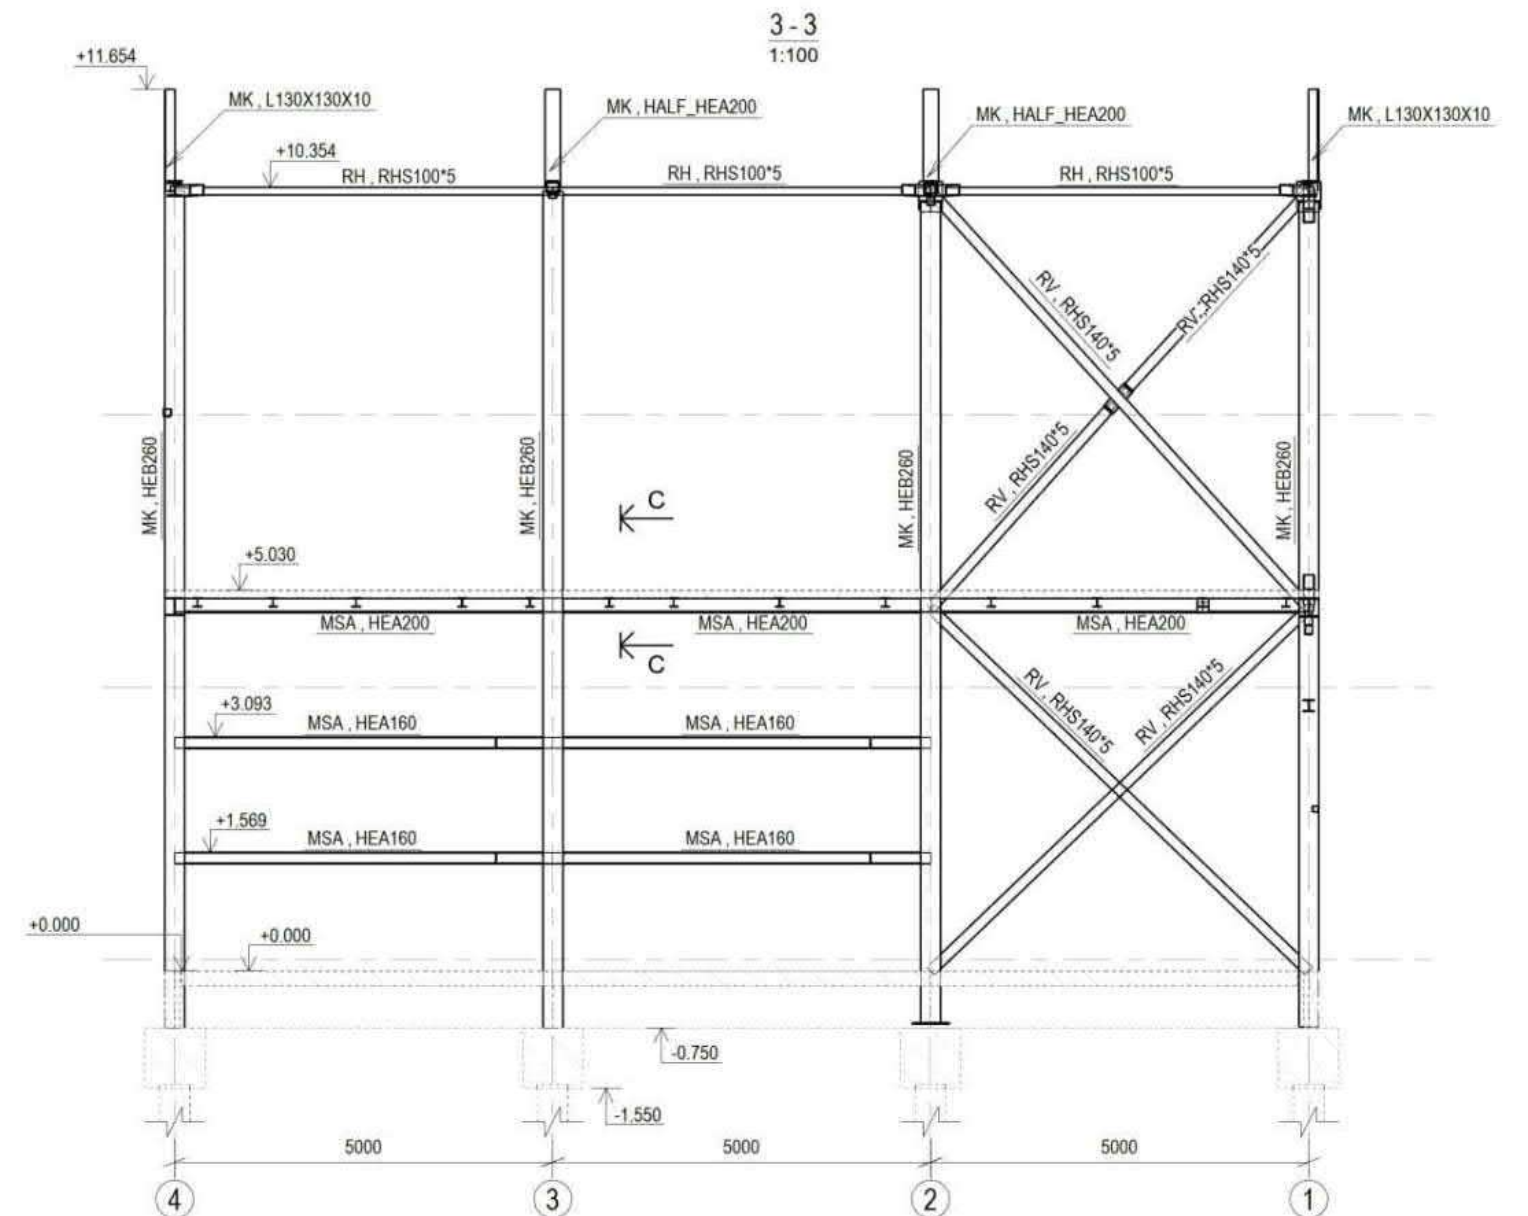 3 - 3
1:100
+11.654
MK , L130X130X10
MK , HALF_HEA200
MK , HALF_HEA200
MK , L130X130X10
+10.354
RH , RHS100*5
RH , RHS100*5
RH , RHS100*5
RV , RHS140*5
RV , RHS140*5
RV , RHS140*5
MK , HEB260
MK , HEB260
MK , HEB260
MK , HEB260
C
+5.030
MSA , HEA200
MSA , HEA200
MSA , HEA200
C
RV , RHS140*5
RV , RHS140*5
+3.093
MSA , HEA160
MSA , HEA160
+1.569
MSA , HEA160
MSA , HEA160
+0.000
+0.000
-0.750
-1.550
5000
5000
5000
4
3
2
1